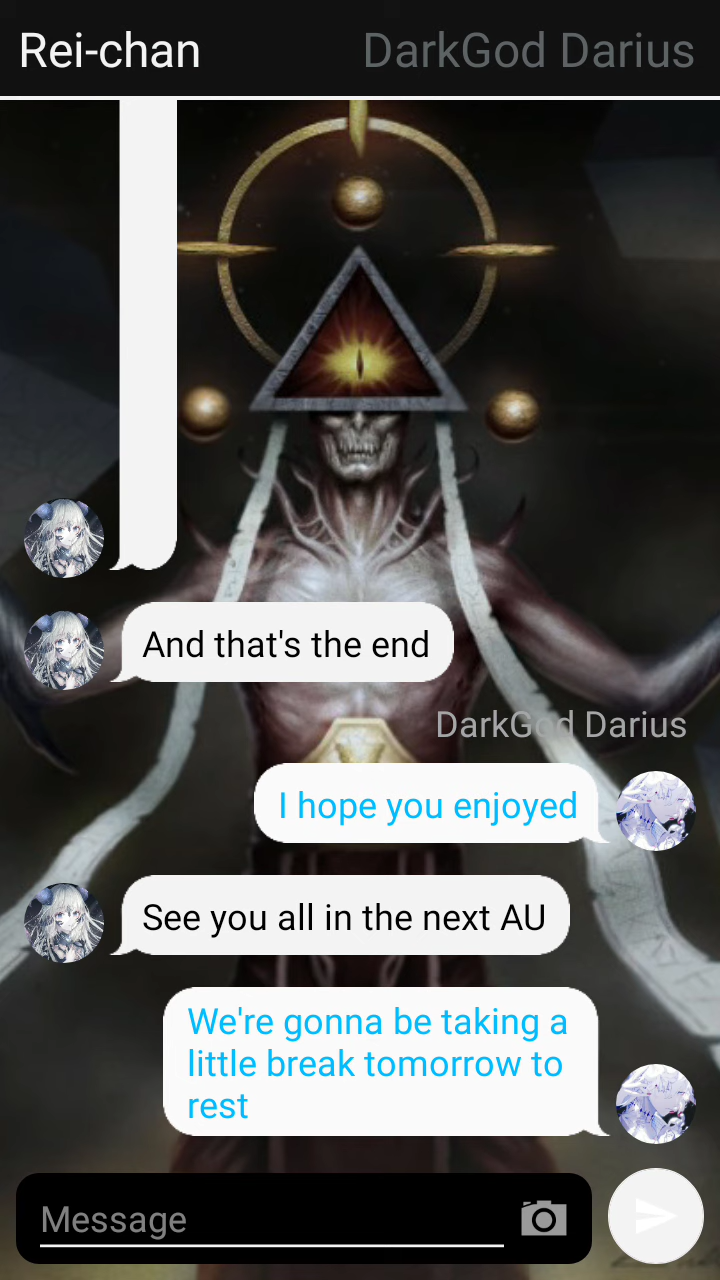 Rei-chan
DarkGod Darius
And that's the end
DarkGod Darius
I hope you enjoyed
See you all in the next AU
We're gonna be taking a
little break tomorrow to
rest
Message